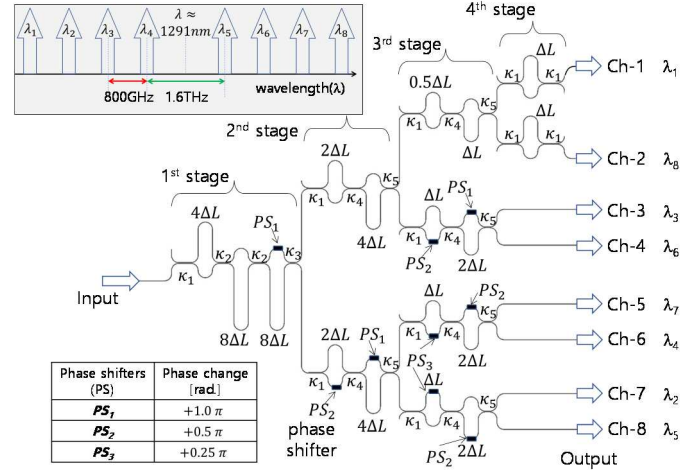 λ ≈
1291nm
λ₁ λ₂ λ₃ λ₄ λ₅ λ₆ λ₇ λ₈
800GHz 1.6THz wavelength(λ)
4th stage
3rd stage
2nd stage
1st stage
4ΔL
κ₁
κ₂ κ₂
PS₁
κ₃
8ΔL 8ΔL
Input
2ΔL
κ₁ κ₄ κ₅
4ΔL
2ΔL
PS₁
κ₁ κ₄ κ₅
PS₂
4ΔL
phase
shifter
0.5ΔL
κ₁ κ₄ κ₅
ΔL
ΔL
κ₁ κ₁
ΔL
κ₁ κ₁
ΔL PS₁
κ₁ κ₄ κ₅
PS₂ 2ΔL
ΔL PS₂
κ₁ κ₄ κ₅
PS₃ 2ΔL
ΔL
κ₁ κ₄ κ₅
PS₂ 2ΔL
Ch-1 λ₁
Ch-2 λ₈
Ch-3 λ₃
Ch-4 λ₆
Ch-5 λ₇
Ch-6 λ₄
Ch-7 λ₂
Ch-8 λ₅
Output
Phase shifters Phase change
(PS) [rad.]
PS₁ +1.0 π
PS₂ +0.5 π
PS₃ +0.25 π